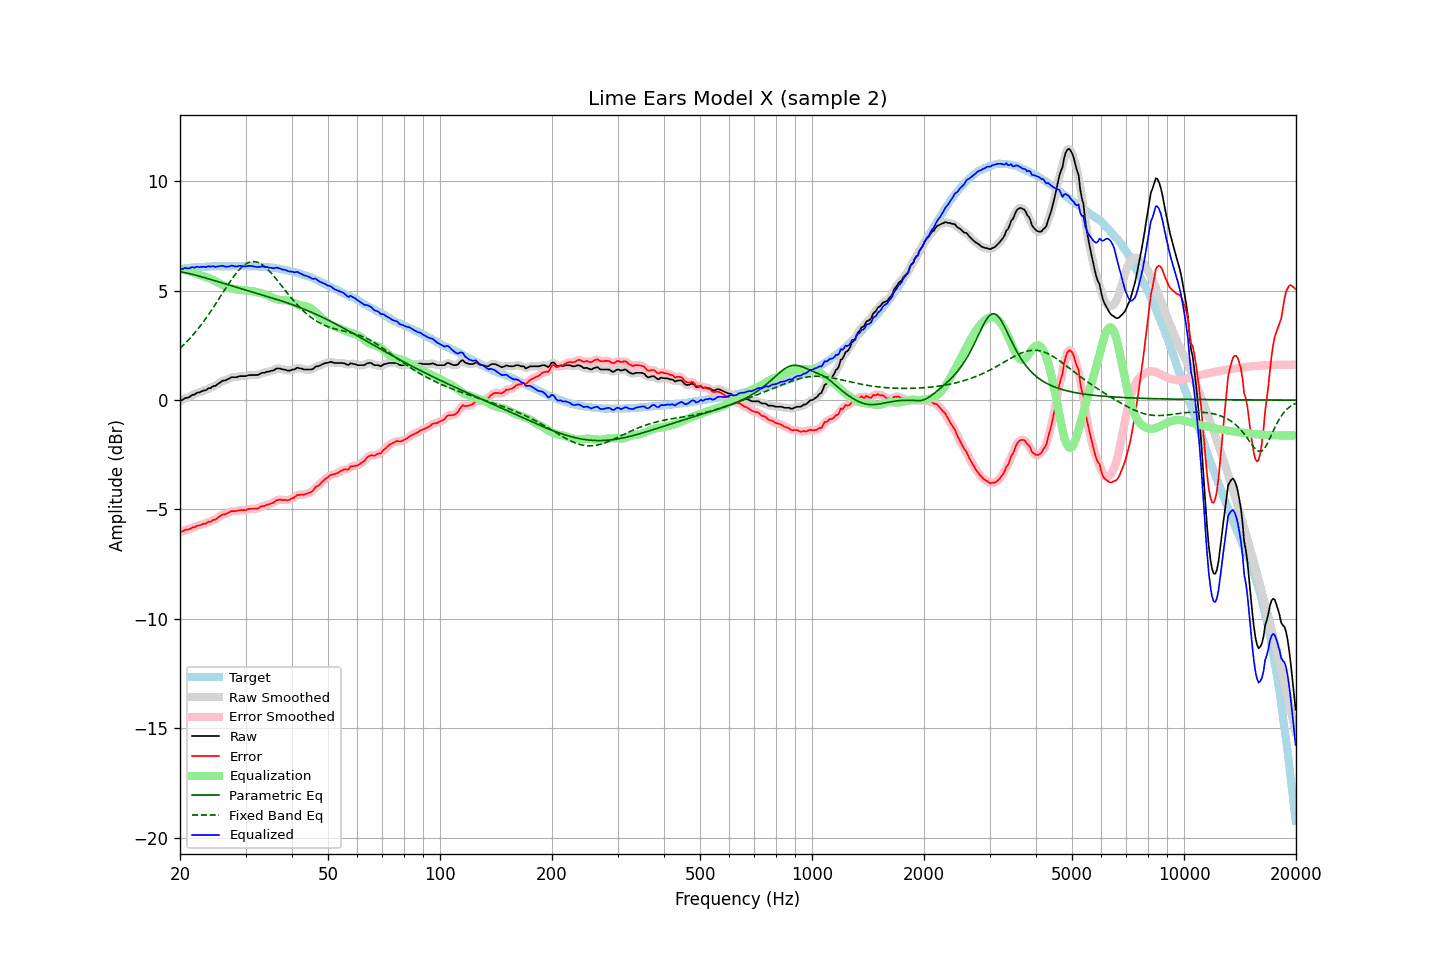 Lime Ears Model X (sample 2)
Amplitude (dBr)
10
5
0
−5
−10
−15
−20
Target
Raw Smoothed
Error Smoothed
Raw
Error
Equalization
Parametric Eq
Fixed Band Eq
Equalized
20 50 100 200 500 1000 2000 5000 10000 20000
Frequency (Hz)